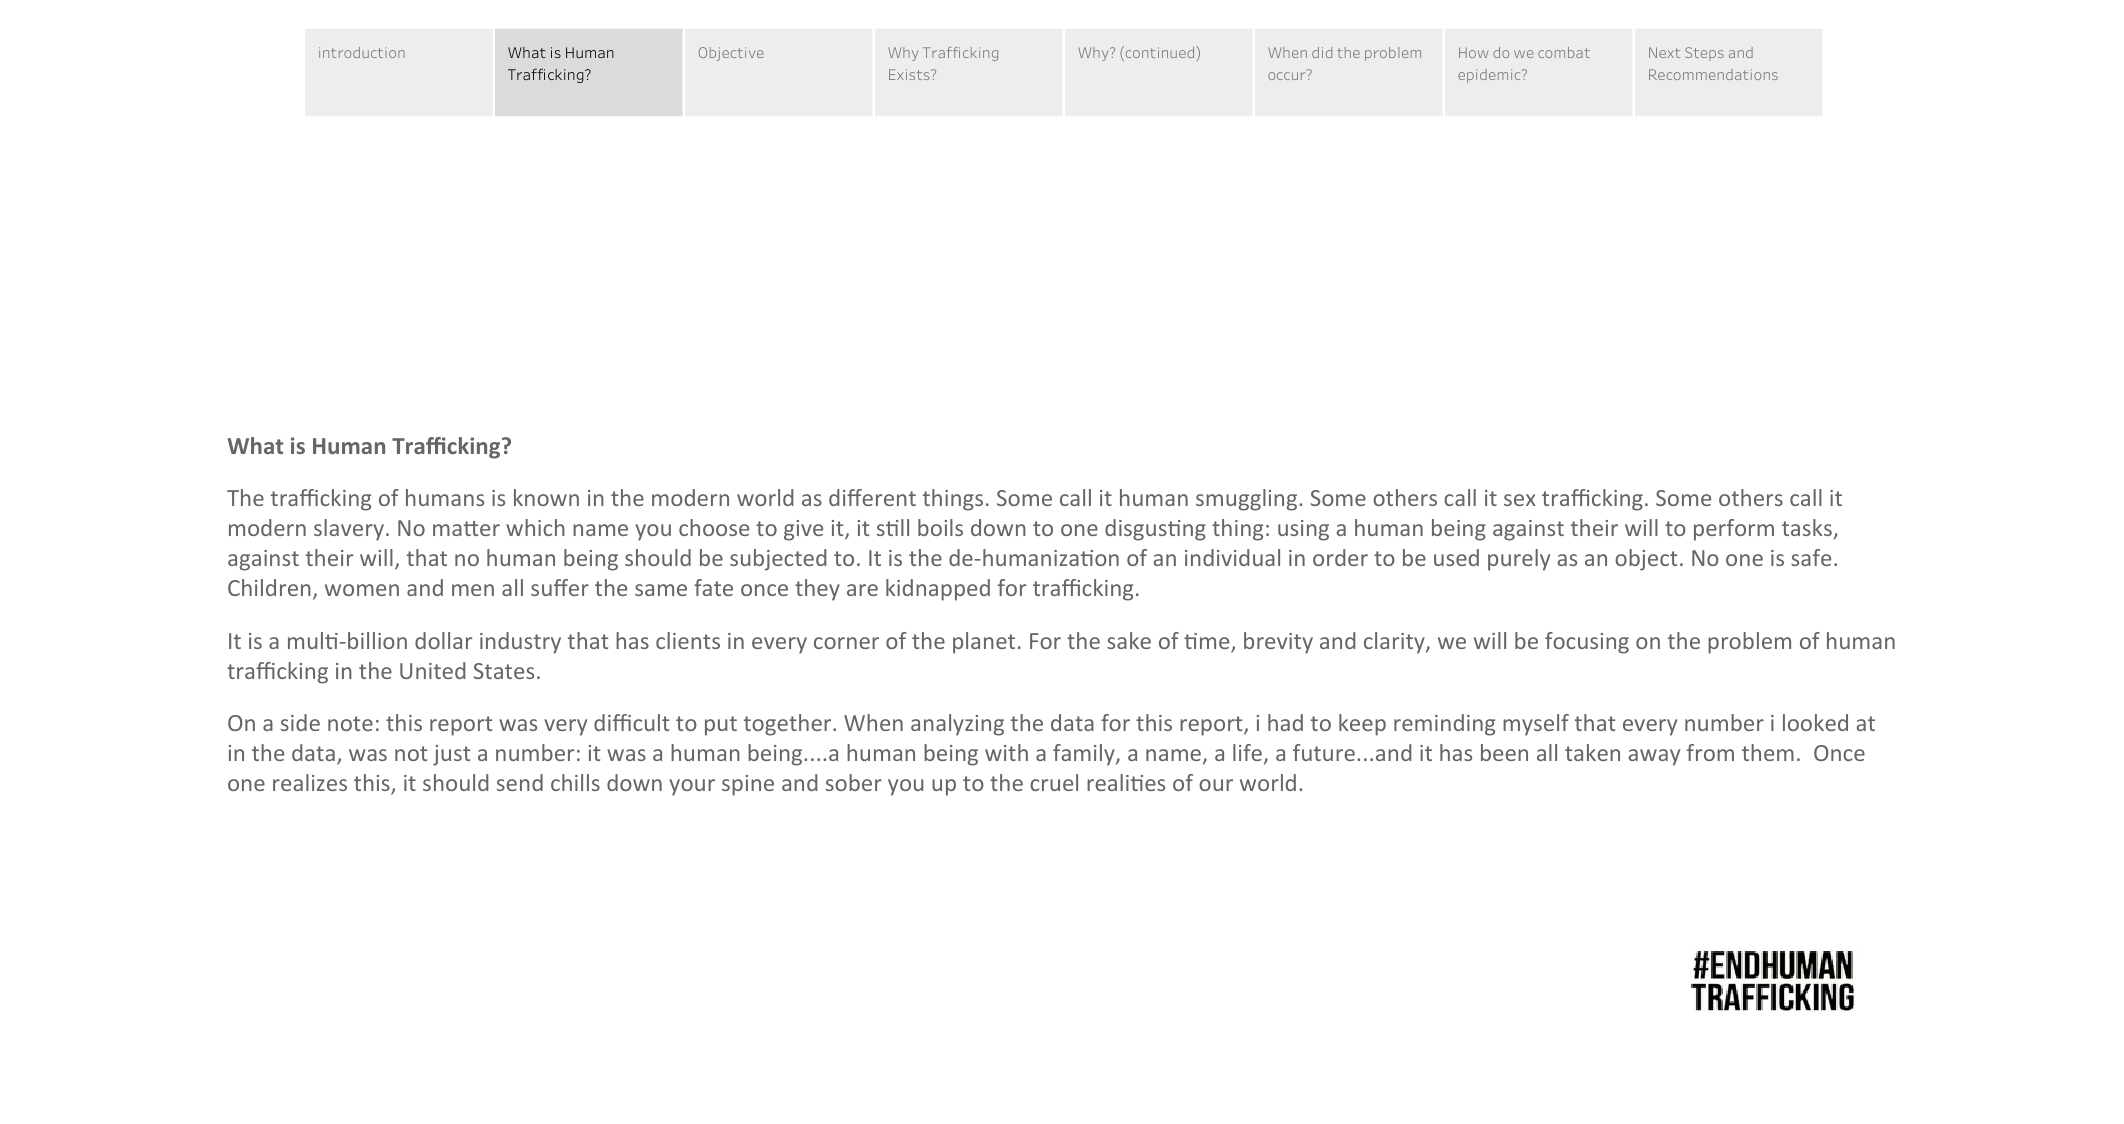 introduction
What is Human
Trafficking?
Objective
Why Trafficking
Exists?
Why? (continued)
When did the problem
occur?
How do we combat
epidemic?
Next Steps and
Recommendations
What is Human Trafficking?
The trafficking of humans is known in the modern world as different things. Some call it human smuggling. Some others call it sex trafficking. Some others call it
modern slavery. No matter which name you choose to give it, it still boils down to one disgusting thing: using a human being against their will to perform tasks,
against their will, that no human being should be subjected to. It is the de-humanization of an individual in order to be used purely as an object. No one is safe.
Children, women and men all suffer the same fate once they are kidnapped for trafficking.
It is a multi-billion dollar industry that has clients in every corner of the planet. For the sake of time, brevity and clarity, we will be focusing on the problem of human
trafficking in the United States.
On a side note: this report was very difficult to put together. When analyzing the data for this report, i had to keep reminding myself that every number i looked at
in the data, was not just a number: it was a human being....a human being with a family, a name, a life, a future...and it has been all taken away from them.  Once
one realizes this, it should send chills down your spine and sober you up to the cruel realities of our world.
#ENDHUMAN
TRAFFICKING